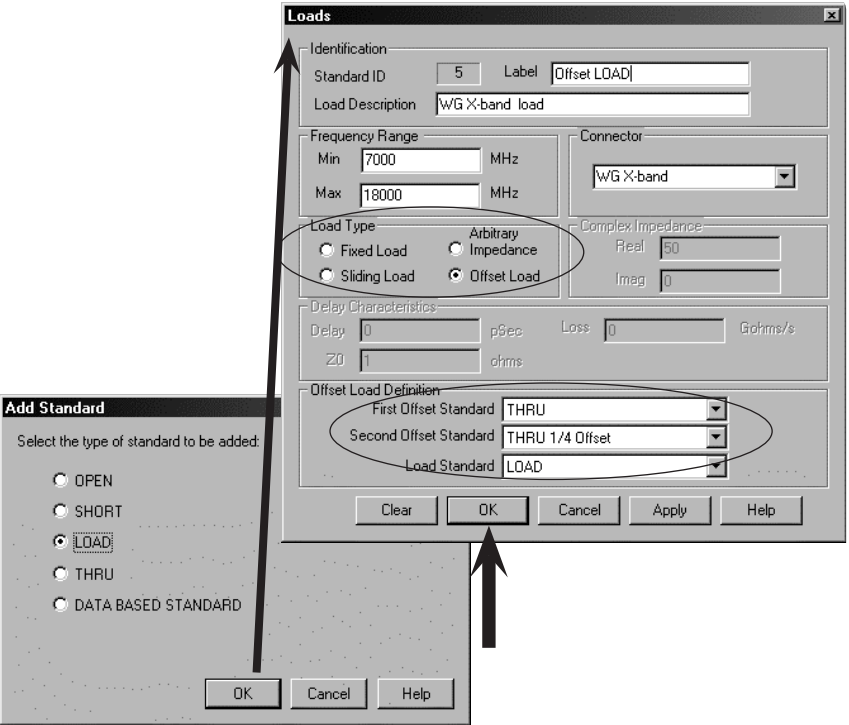 Loads
Identification
Standard ID 5 Label Offset LOAD
Load Description WG X-band load
Frequency Range
Min 7000 MHz
Max 18000 MHz
Connector
WG X-band
Load Type
Fixed Load
Arbitrary
Impedance
Sliding Load
Offset Load
Complex Impedance
Real 50
Imag 0
Delay Characteristics
Delay 0 pSec Loss 0 Gohms/s
Z0 1 ohms
Offset Load Definition
First Offset Standard THRU
Second Offset Standard THRU 1/4 Offset
Load Standard LOAD
Clear OK Cancel Apply Help
Add Standard
Select the type of standard to be added:
OPEN
SHORT
LOAD
THRU
DATA BASED STANDARD
OK Cancel Help